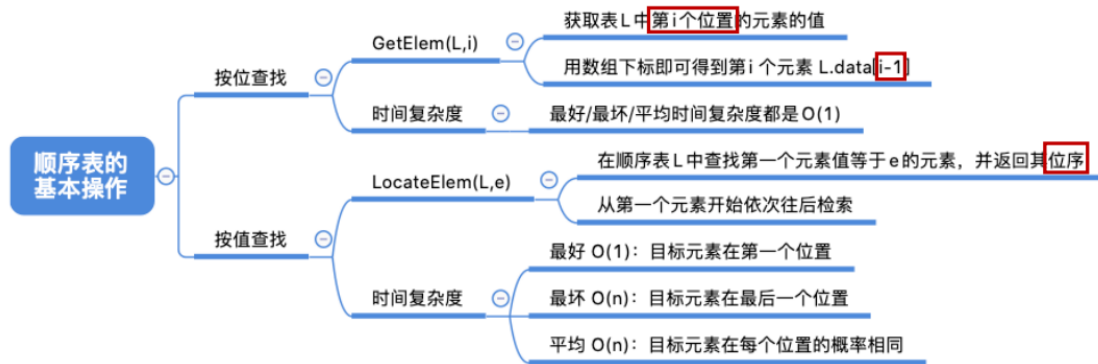 顺序表的
基本操作
按位查找
GetElem(L,i)
获取表L中第i个位置的元素的值
用数组下标即可得到第i个元素 L.data[i-1]
时间复杂度
最好/最坏/平均时间复杂度都是O(1)
按值查找
LocateElem(L,e)
在顺序表L中查找第一个元素值等于e的元素，并返回其位序
从第一个元素开始依次往后检索
时间复杂度
最好 O(1)：目标元素在第一个位置
最坏 O(n)：目标元素在最后一个位置
平均 O(n)：目标元素在每个位置的概率相同